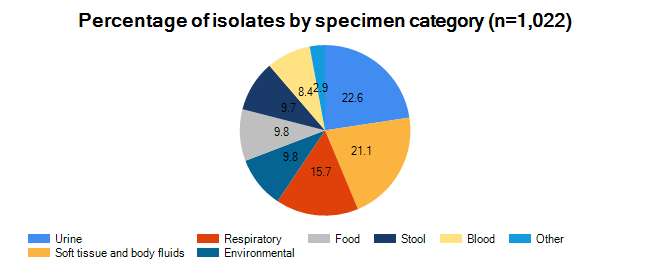 Percentage of isolates by specimen category (n=1,022)
2.9
8.4
22.6
9.7
9.8
21.1
9.8
15.7
Urine
Respiratory
Food
Stool
Blood
Other
Soft tissue and body fluids
Environmental